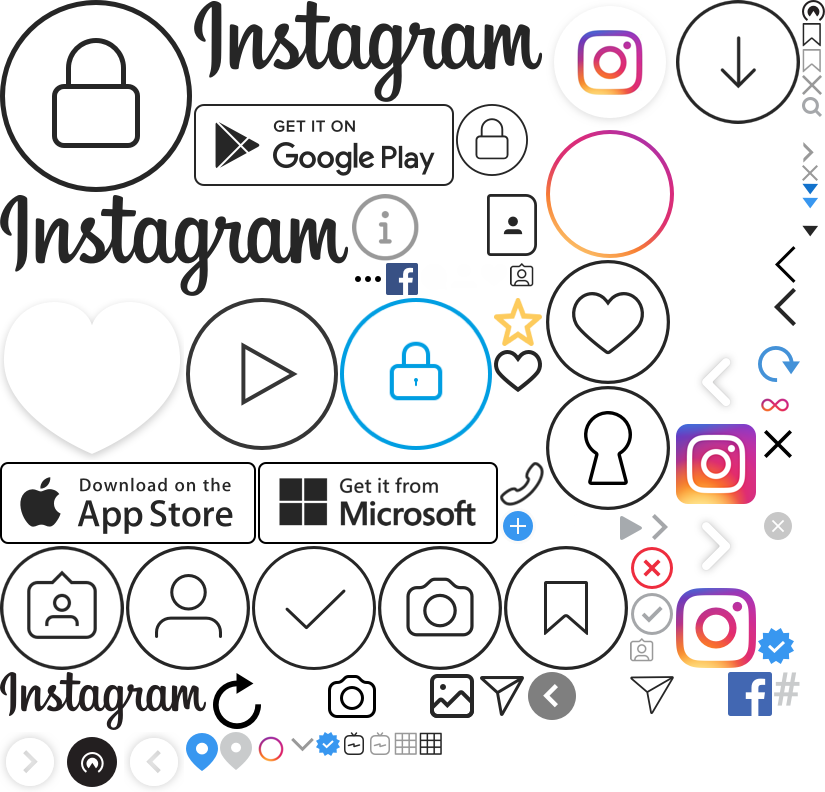 Instagram
GET IT ON
Google Play
Instagram
Download on the
App Store
Get it from
Microsoft
Instagram
#